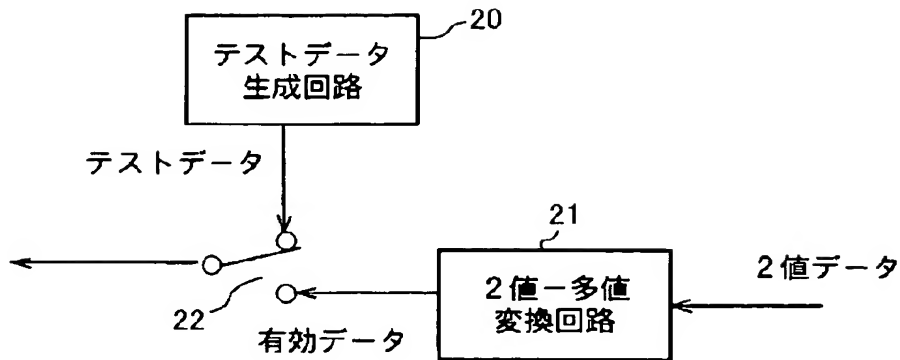 20
テストデータ
生成回路
テストデータ
21
2値－多値
変換回路
2値データ
22
有効データ